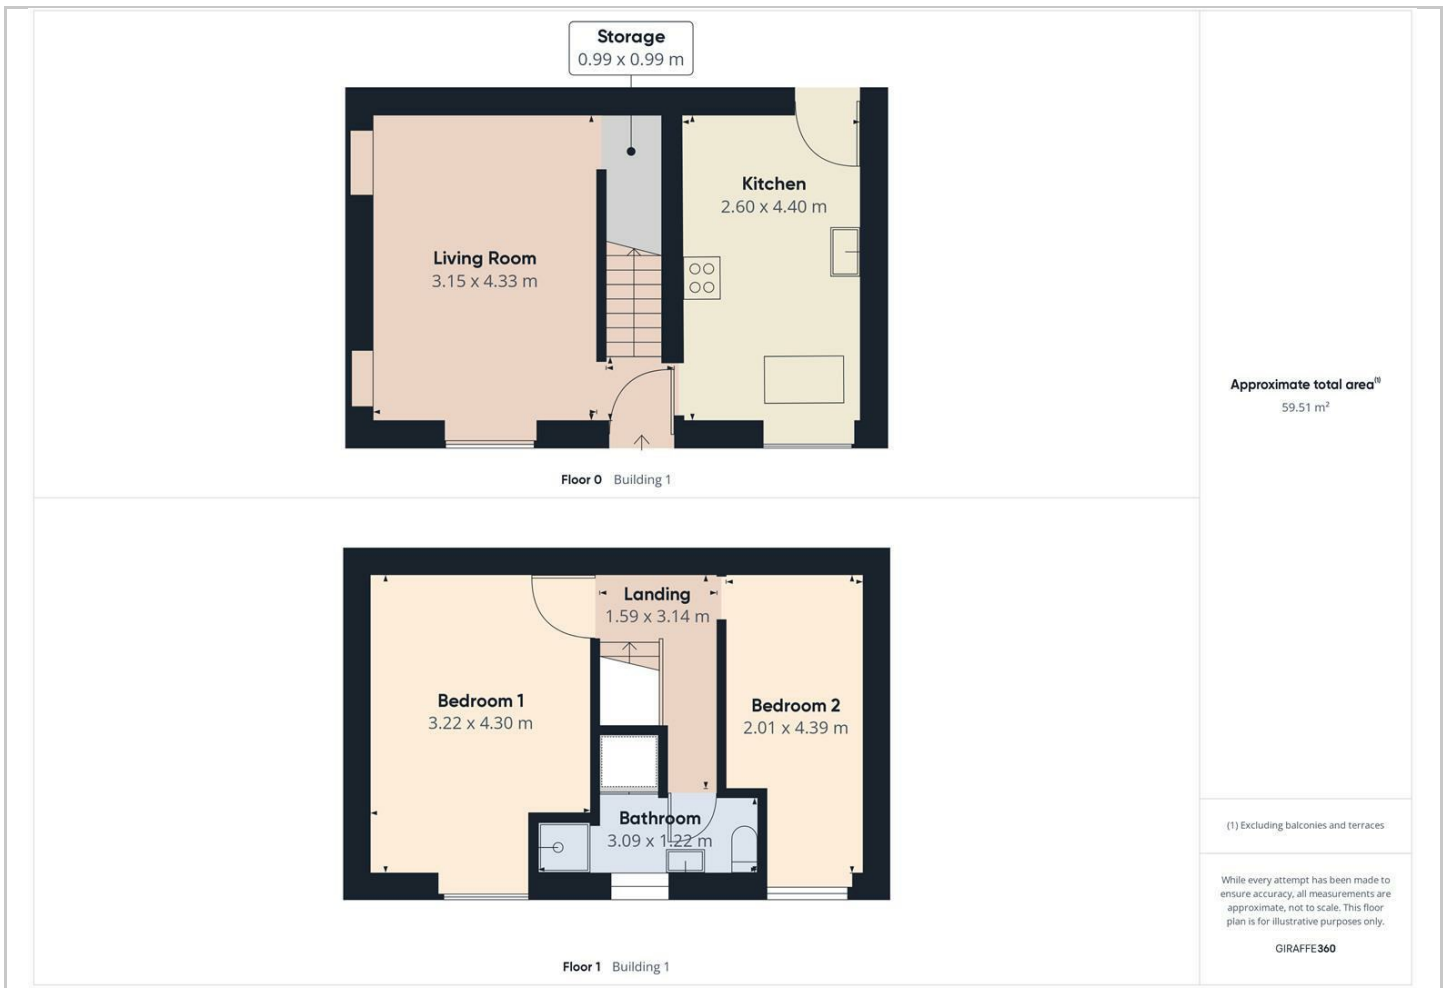 Storage
0.99 x 0.99 m
Kitchen
2.60 x 4.40 m
Living Room
3.15 x 4.33 m
Floor 0 Building 1
Landing
1.59 x 3.14 m
Bedroom 1
3.22 x 4.30 m
Bedroom 2
2.01 x 4.39 m
Bathroom
3.09 x 1.22 m
Floor 1 Building 1
Approximate total area(1)
59.51 m²
(1) Excluding balconies and terraces
While every attempt has been made to
ensure accuracy, all measurements are
approximate, not to scale. This floor
plan is for illustrative purposes only.
GIRAFFE360